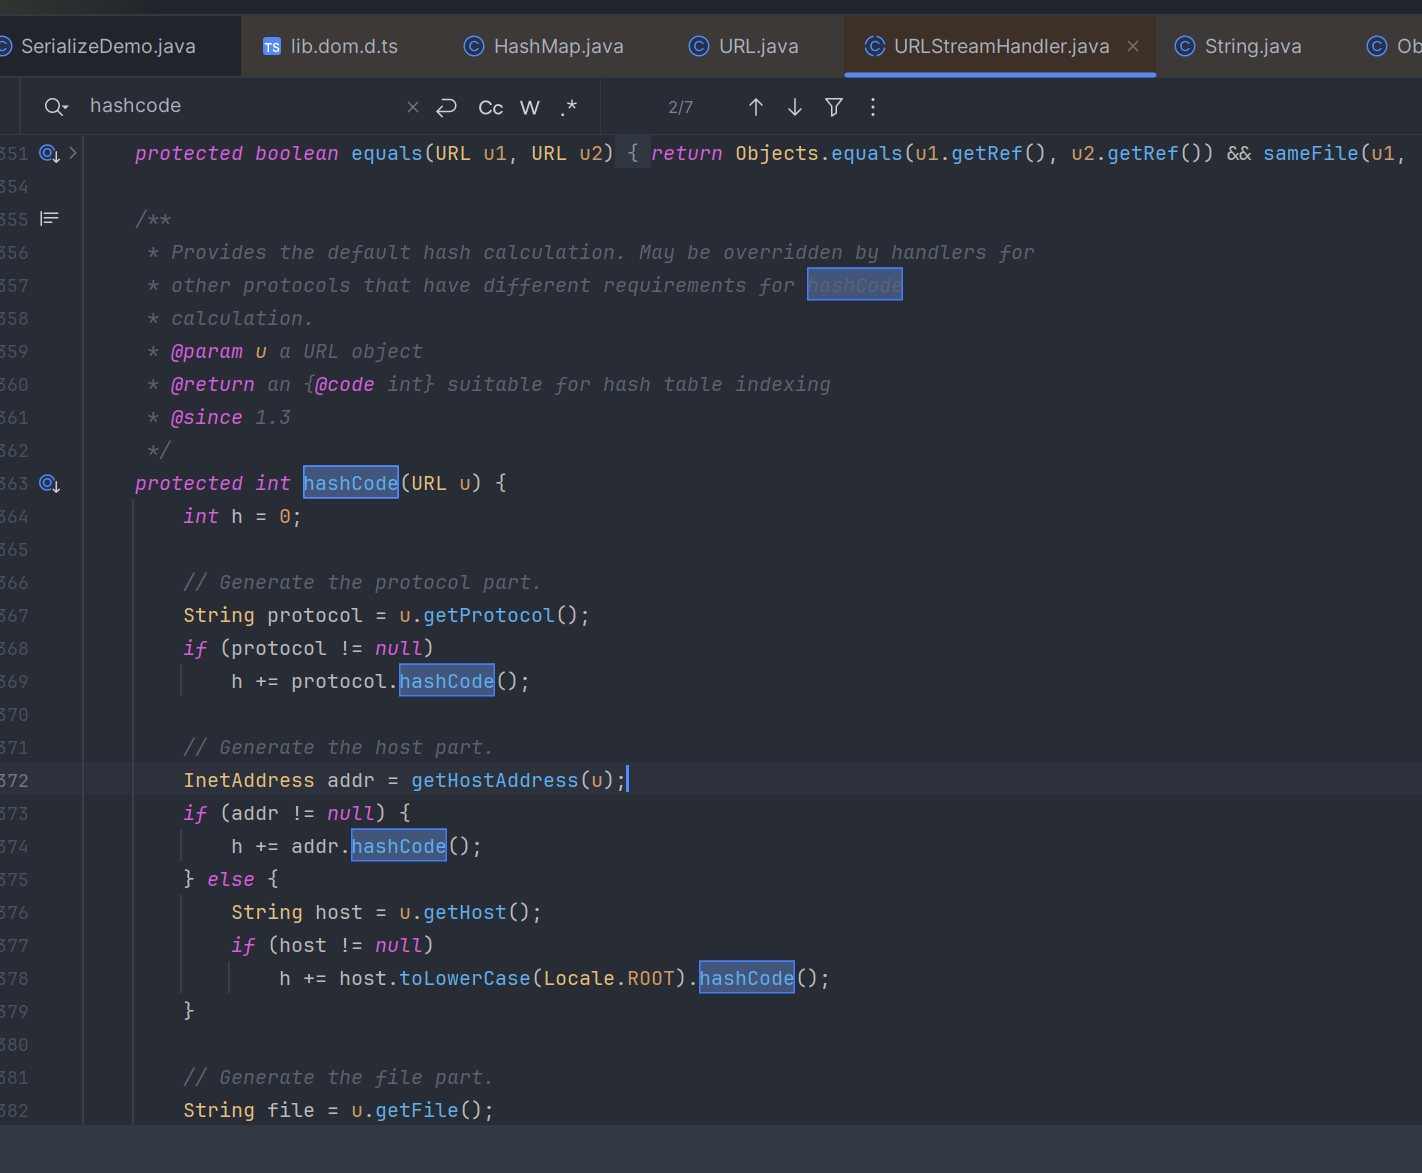 SerializeDemo.java lib.dom.d.ts HashMap.java URL.java URLStreamHandler.java String.java Ob
hashcode Cc W .* 2/7
351 protected boolean equals(URL u1, URL u2) { return Objects.equals(u1.getRef(), u2.getRef()) && sameFile(u1,
354
355 /**
356 * Provides the default hash calculation. May be overridden by handlers for
357 * other protocols that have different requirements for hashCode
358 * calculation.
359 * @param u a URL object
360 * @return an {@code int} suitable for hash table indexing
361 * @since 1.3
362 */
363 protected int hashCode(URL u) {
364 int h = 0;
365
366 // Generate the protocol part.
367 String protocol = u.getProtocol();
368 if (protocol != null)
369 h += protocol.hashCode();
370
371 // Generate the host part.
372 InetAddress addr = getHostAddress(u);
373 if (addr != null) {
374 h += addr.hashCode();
375 } else {
376 String host = u.getHost();
377 if (host != null)
378 h += host.toLowerCase(Locale.ROOT).hashCode();
379 }
380
381 // Generate the file part.
382 String file = u.getFile();